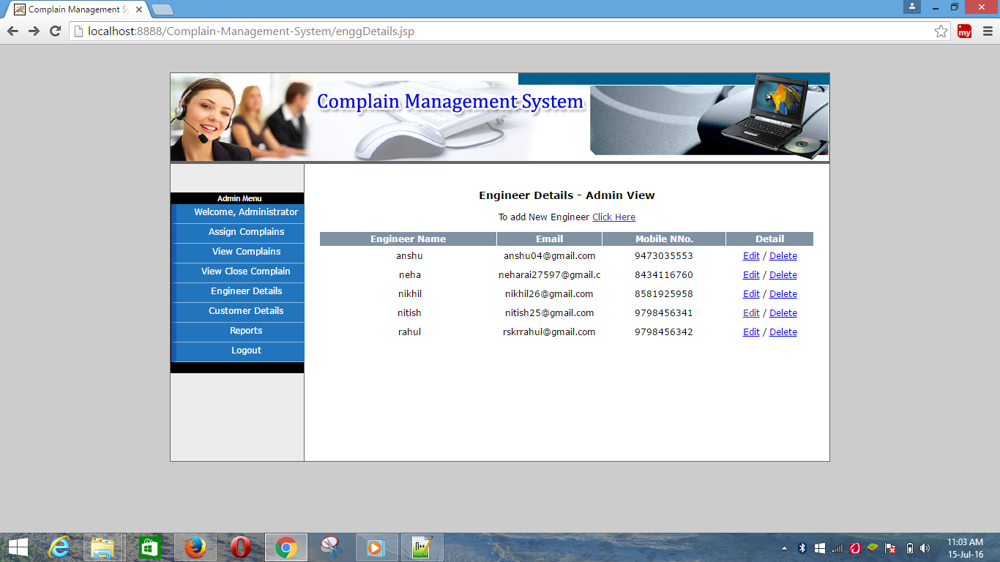 Complain Management Sy
localhost:8888/Complain-Management-System/enggDetails.jsp
my
Complain Management System
Admin Menu
Welcome, Administrator
Assign Complains
View Complains
View Close Complain
Engineer Details
Customer Details
Reports
Logout
Engineer Details - Admin View
To add New Engineer Click Here
Engineer Name Email Mobile NNo. Detail
anshu anshu04@gmail.com 9473035553 Edit / Delete
neha neharai27597@gmail.c 8434116760 Edit / Delete
nikhil nikhil26@gmail.com 8581925958 Edit / Delete
nitish nitish25@gmail.com 9798456341 Edit / Delete
rahul rskrrahul@gmail.com 9798456342 Edit / Delete
11:03 AM
15-Jul-16